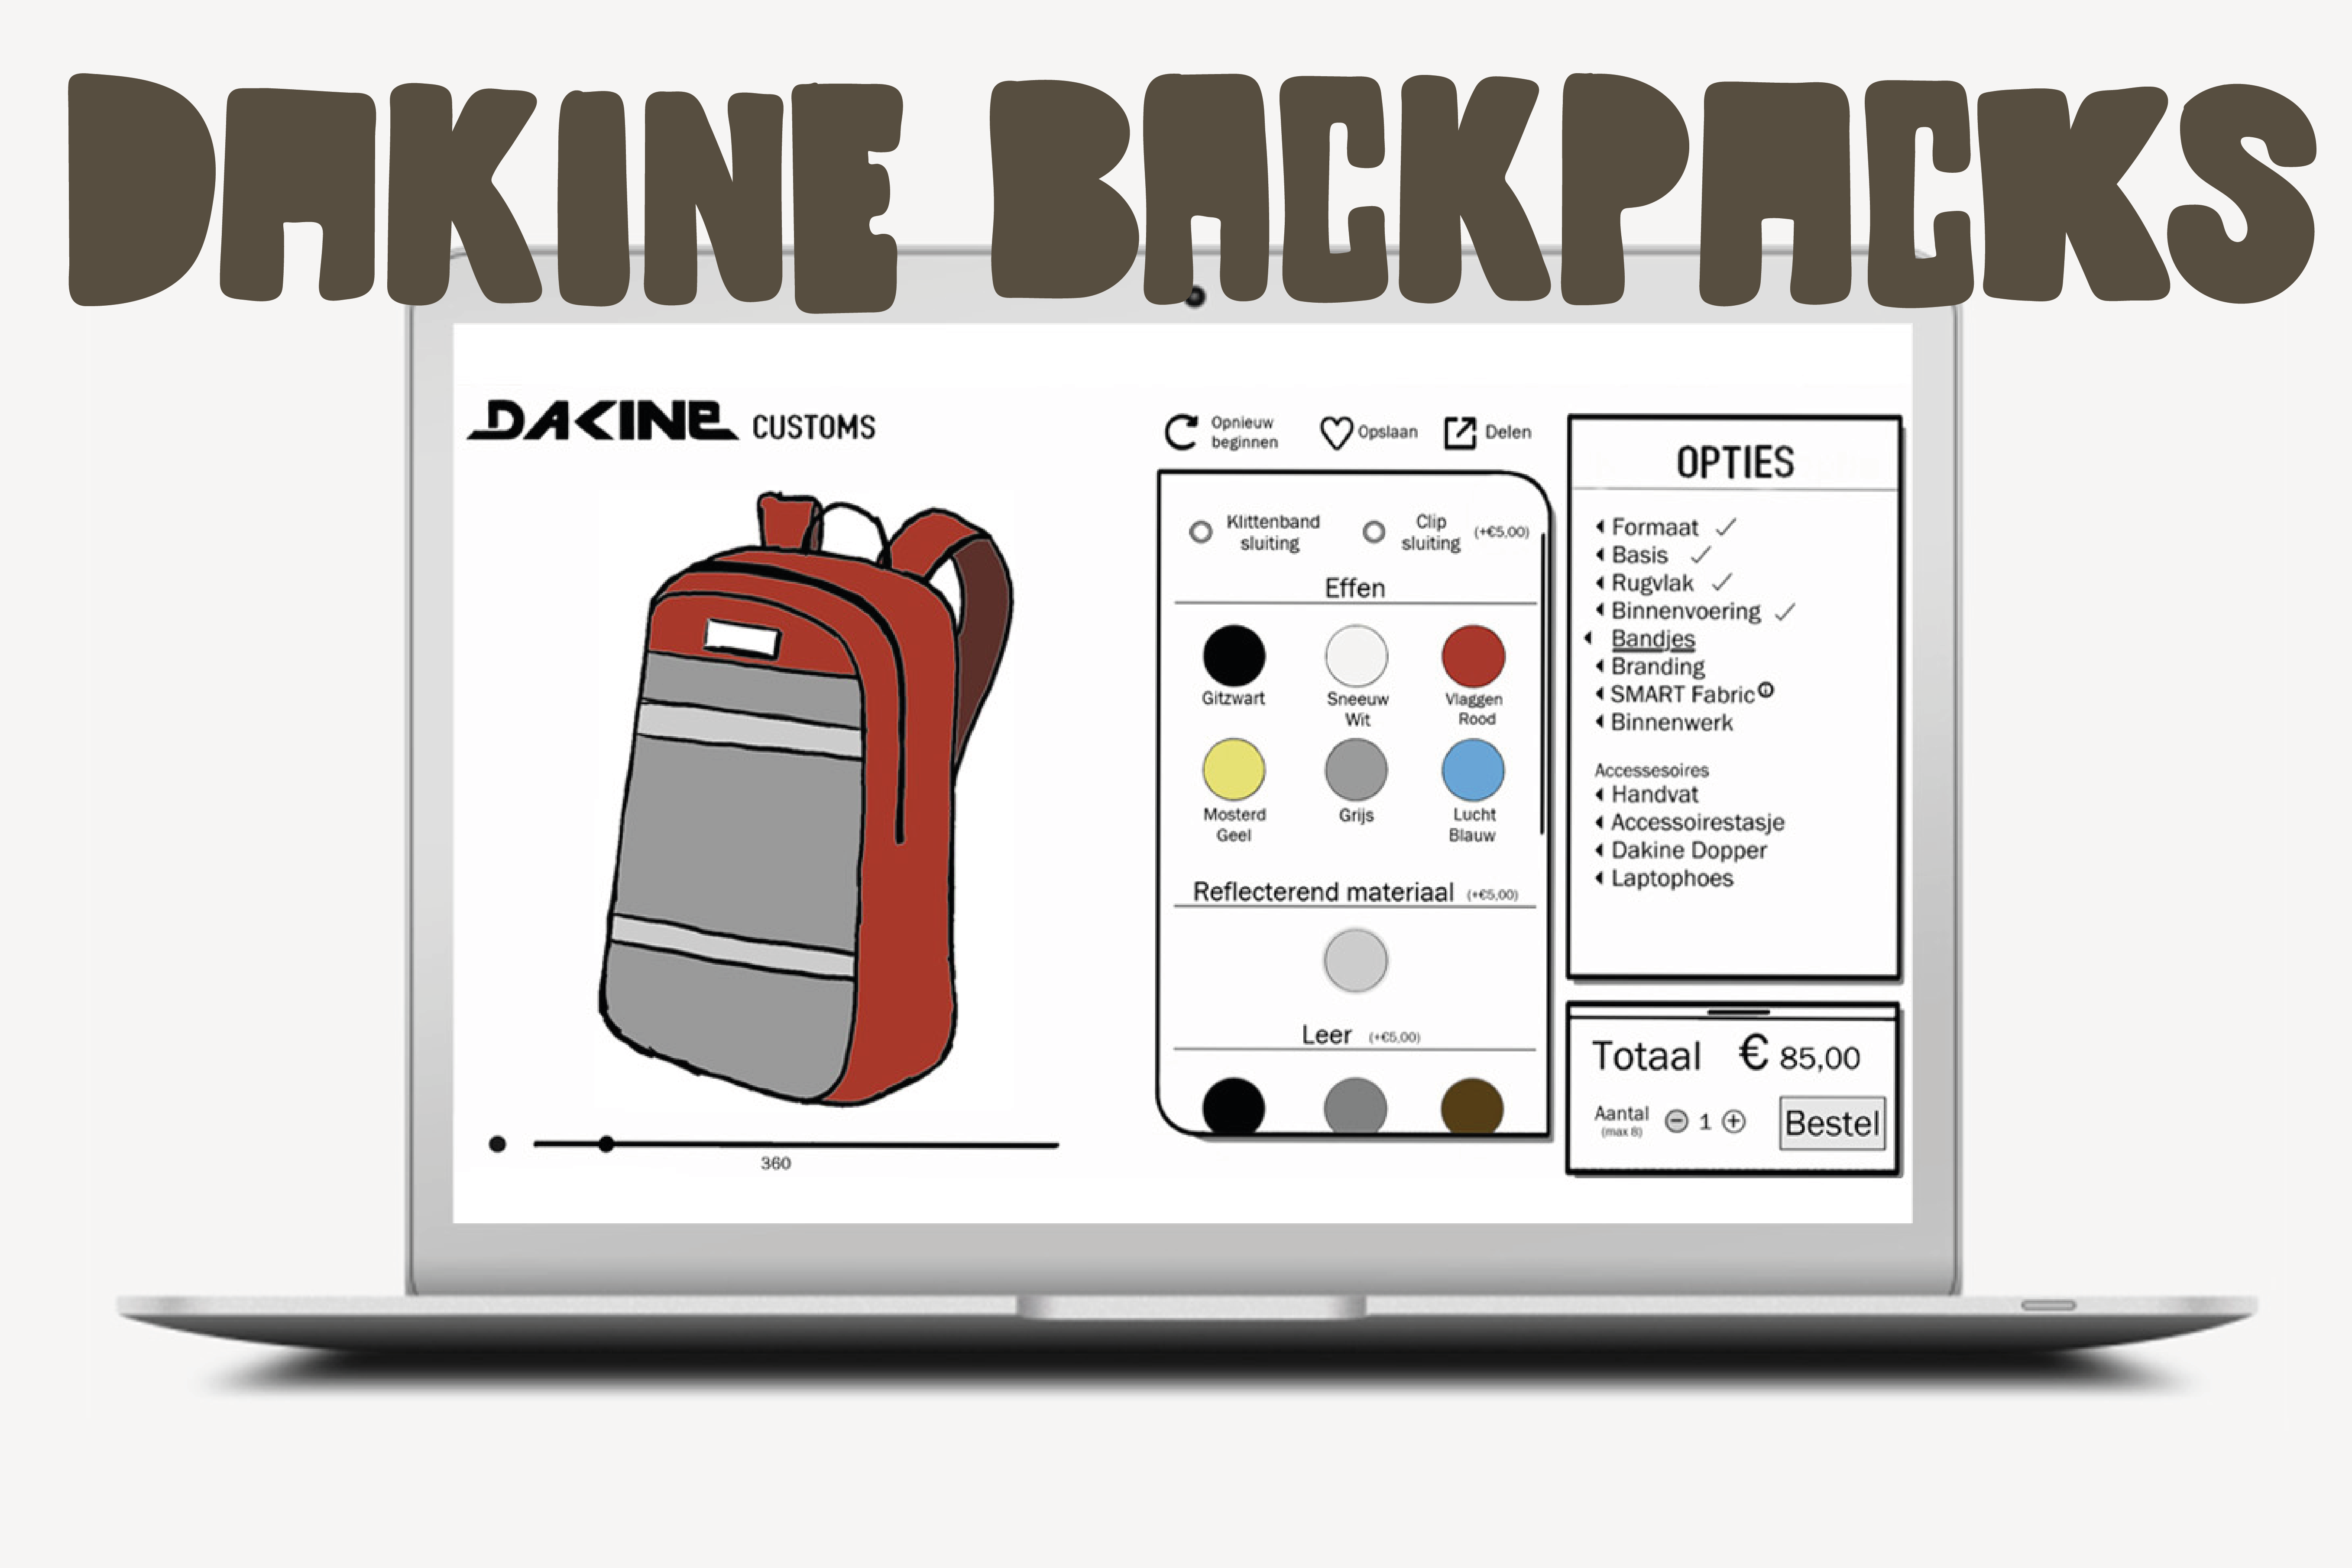 DAKINE BACKPACKS
DAKINE CUSTOMS
Opnieuw
beginnen
Opslaan
Delen
Klittenband
sluiting
Clip
sluiting
(+€5,00)
Effen
Gitzwart
Sneeuw
Wit
Vlaggen
Rood
Mosterd
Geel
Grijs
Lucht
Blauw
Reflecterend materiaal (+€5,00)
Leer (+€5,00)
360
OPTIES
Formaat
Basis
Rugvlak
Binnenvoering
Bandjes
Branding
SMART Fabric
Binnenwerk
Accessesoires
Handvat
Accessoirestasje
Dakine Dopper
Laptophoes
Totaal € 85,00
Aantal
(max 8)
1
Bestel